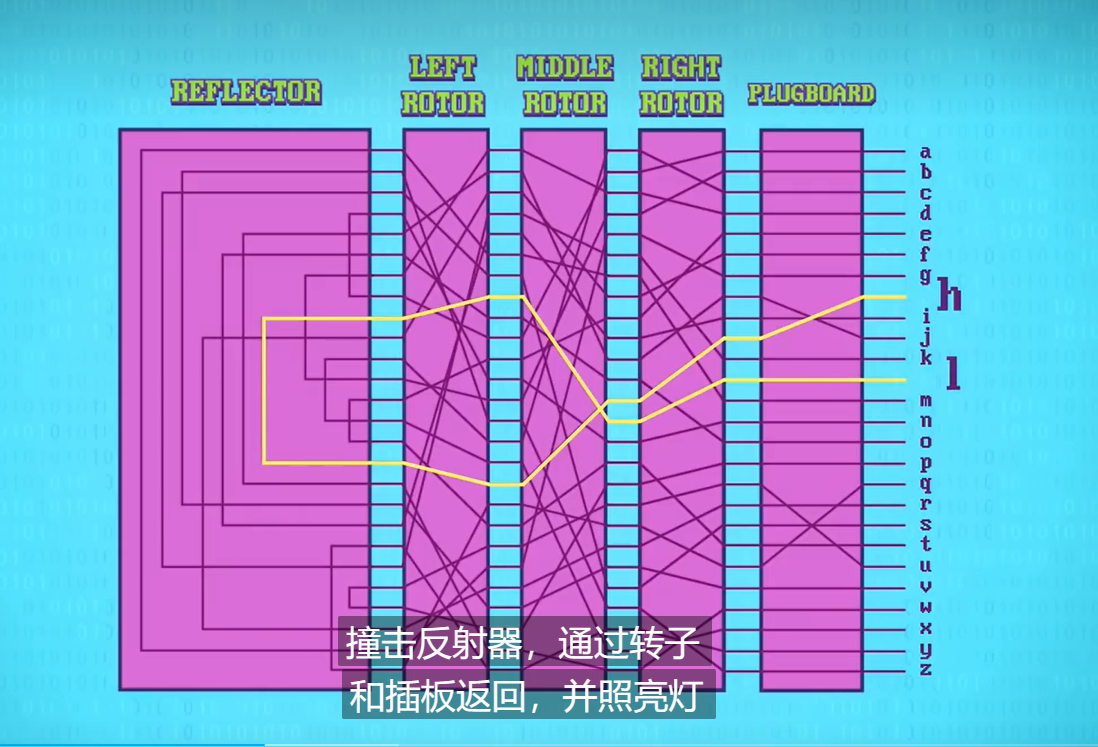 REFLECTOR
LEFT ROTOR
MIDDLE ROTOR
RIGHT ROTOR
PLUGBOARD
a
b
c
d
e
f
g
h
i
j
k
l
m
n
o
p
q
r
s
t
u
v
w
x
y
z
撞击反射器，通过转子
和插板返回，并照亮灯